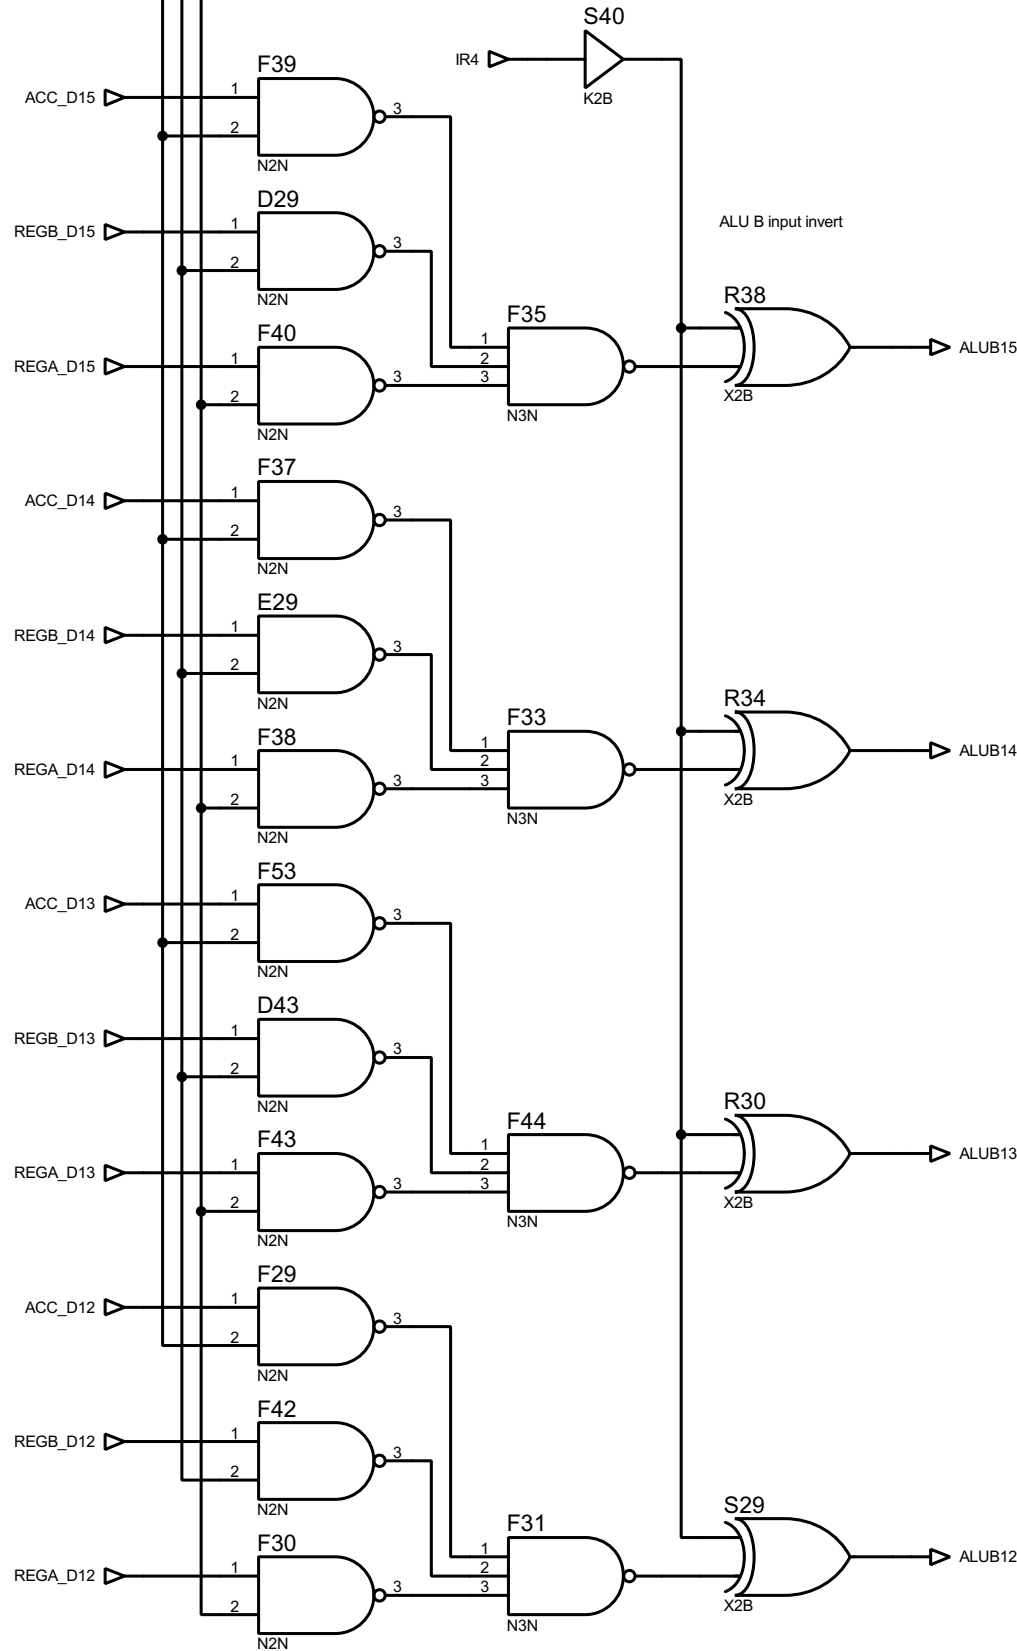 S40
IR4
K2B
F39
ACC_D15
1
2
3
N2N
D29
REGB_D15
1
2
3
N2N
ALU B input invert
F40
REGA_D15
1
2
3
N2N
F35
1
2
3
N3N
R38
X2B
ALUB15
F37
ACC_D14
1
2
3
N2N
E29
REGB_D14
1
2
3
N2N
F38
REGA_D14
1
2
3
N2N
F33
1
2
3
N3N
R34
X2B
ALUB14
F53
ACC_D13
1
2
3
N2N
D43
REGB_D13
1
2
3
N2N
F43
REGA_D13
1
2
3
N2N
F44
1
2
3
N3N
R30
X2B
ALUB13
F29
ACC_D12
1
2
3
N2N
F42
REGB_D12
1
2
3
N2N
F30
REGA_D12
1
2
3
N2N
F31
1
2
3
N3N
S29
X2B
ALUB12